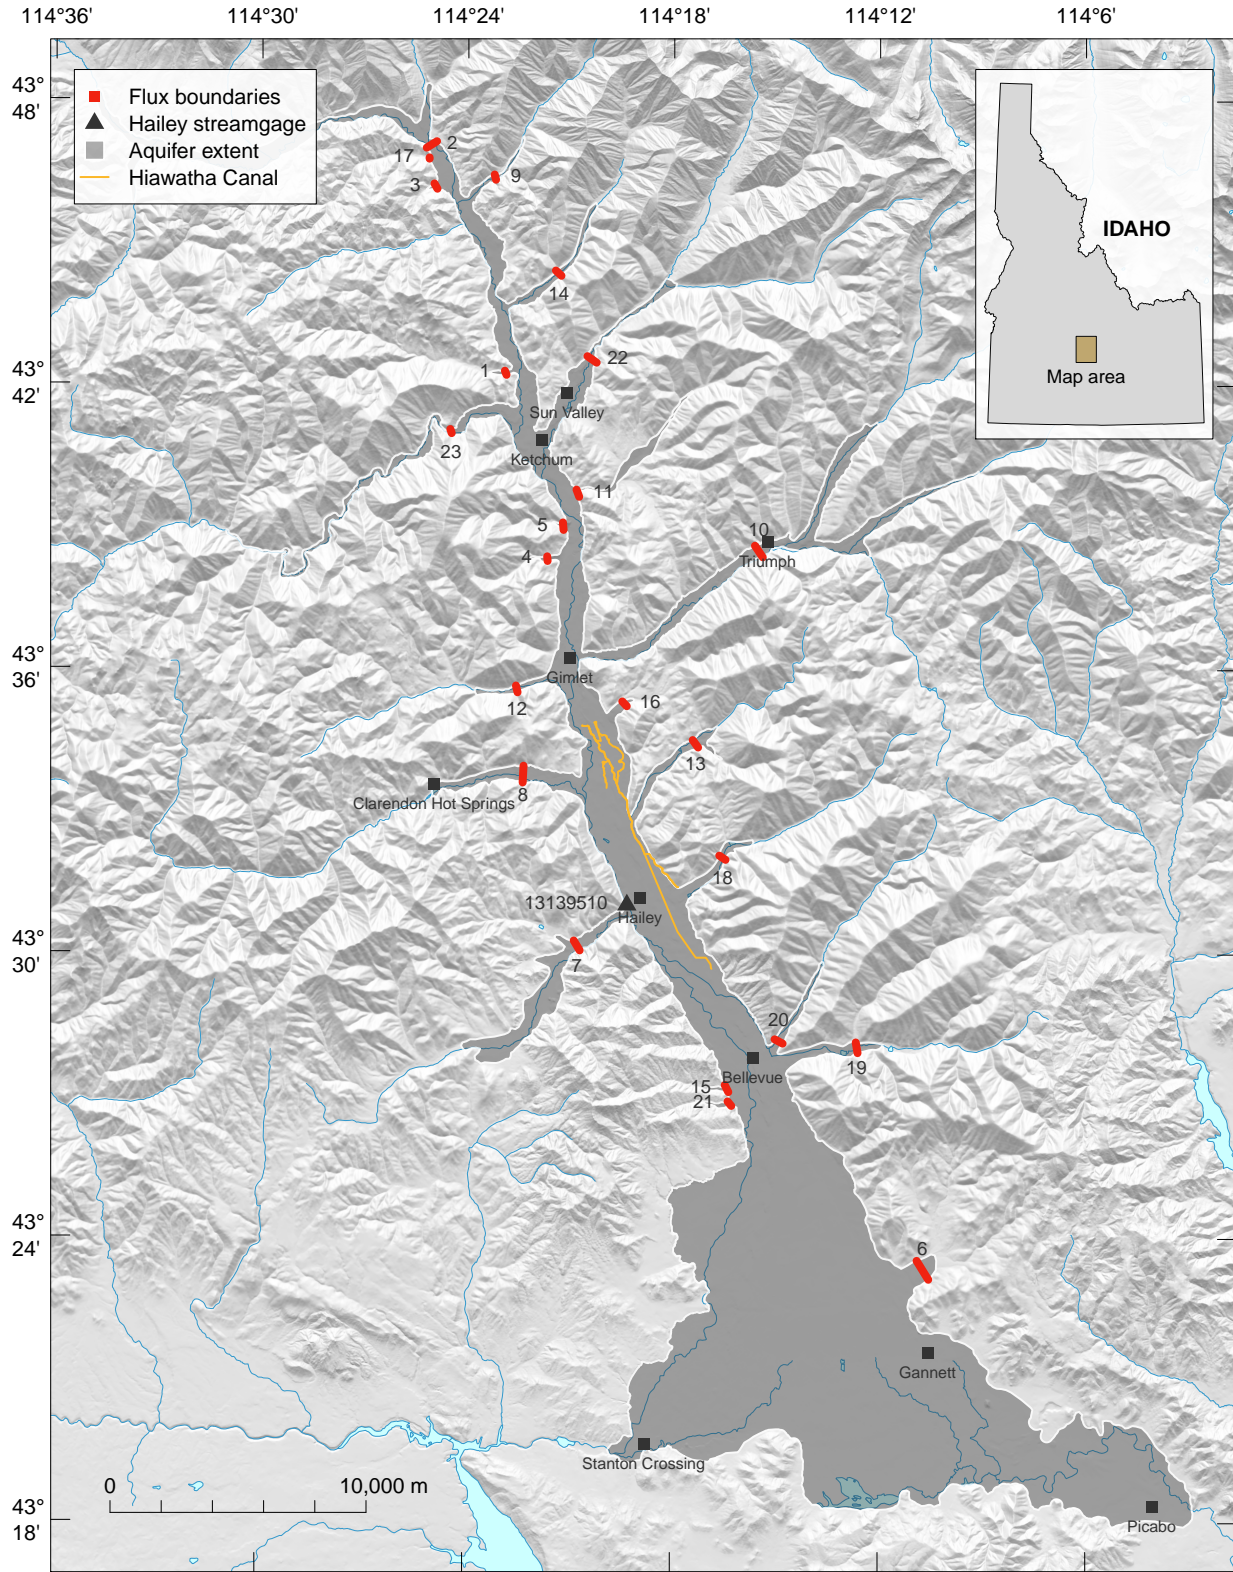 114°36' 114°30' 114°24' 114°18' 114°12' 114°6'
43°
48'
Flux boundaries
Hailey streamgage
Aquifer extent
Hiawatha Canal
IDAHO
Map area
2
17
3
9
14
1
22
43°
42'
Sun Valley
23
Ketchum
11
5
10
4
Triumph
43°
36'
Gimlet
12
16
13
Clarendon Hot Springs
8
18
13139510
Hailey
43°
30'
7
20
19
Bellevue
15
21
43°
24'
6
Gannett
Stanton Crossing
0 10,000 m
43°
18'
Picabo